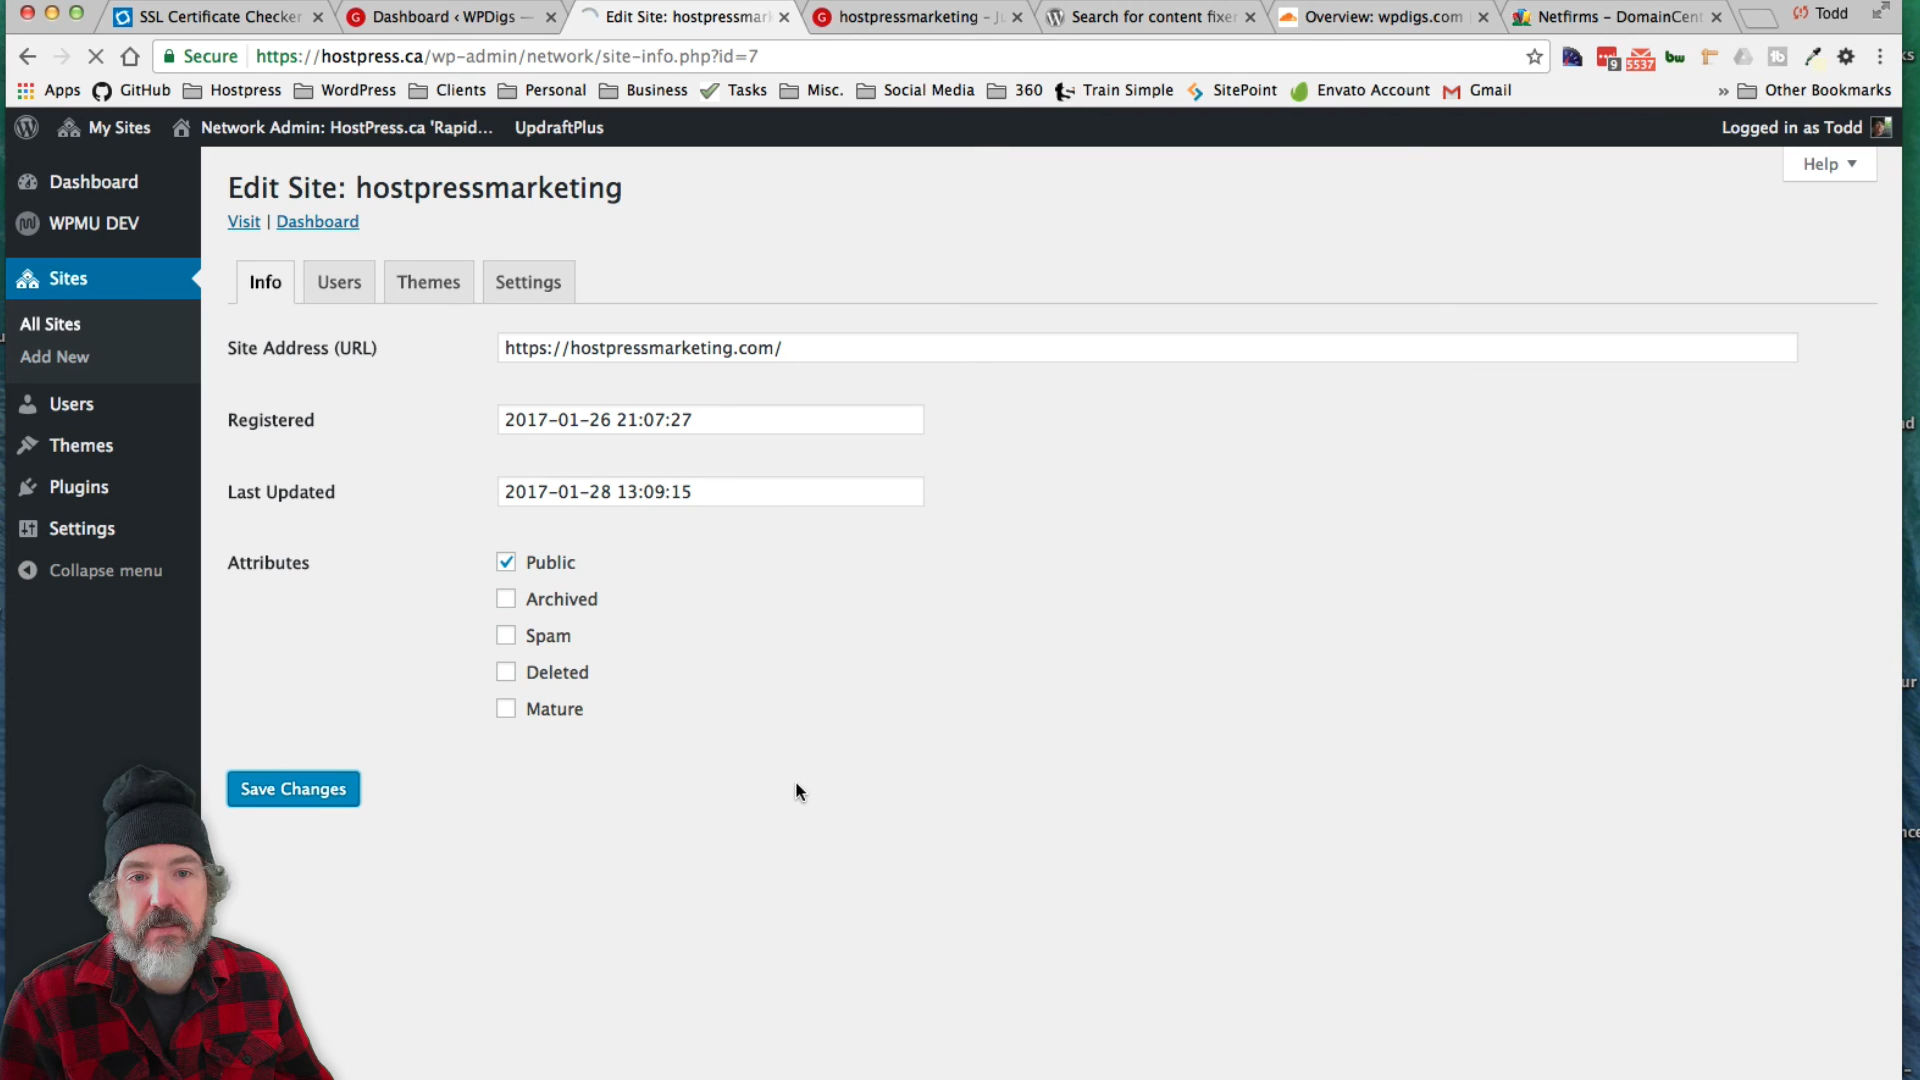 SSL Certificate Checker
Dashboard ‹ WPDigs –
Edit Site: hostpressmark
hostpressmarketing – Ju
Search for content fixer
Overview: wpdigs.com
Netfirms – DomainCent
Todd
Secure
https://hostpress.ca/wp-admin/network/site-info.php?id=7
9
5537
bw
Apps
GitHub
Hostpress
WordPress
Clients
Personal
Business
Tasks
Misc.
Social Media
360
Train Simple
SitePoint
Envato Account
Gmail
» Other Bookmarks
My Sites
Network Admin: HostPress.ca 'Rapid...
UpdraftPlus
Logged in as Todd
Help
Dashboard
WPMU DEV
Sites
All Sites
Add New
Users
Themes
Plugins
Settings
Collapse menu
Edit Site: hostpressmarketing
Visit | Dashboard
Info
Users
Themes
Settings
Site Address (URL)
https://hostpressmarketing.com/
Registered
2017-01-26 21:07:27
Last Updated
2017-01-28 13:09:15
Attributes
Public
Archived
Spam
Deleted
Mature
Save Changes